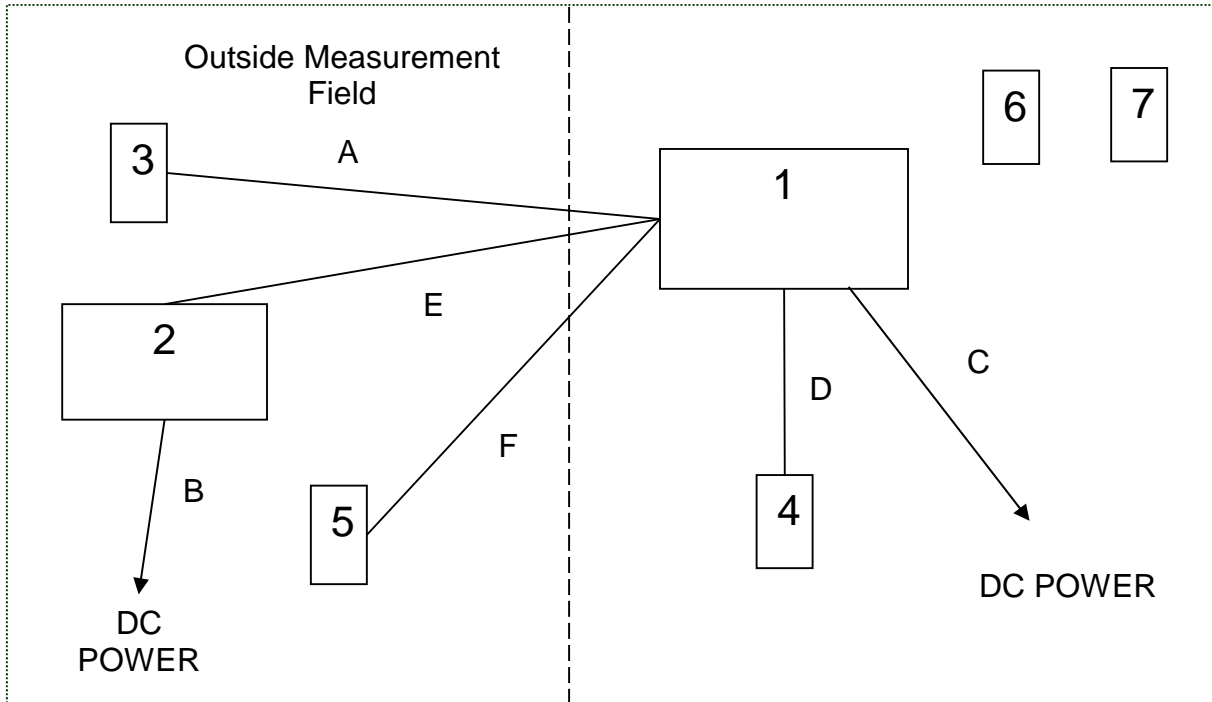 Outside Measurement
Field
3
A
6
7
1
E
2
C
D
F
B
5
4
DC POWER
DC
POWER